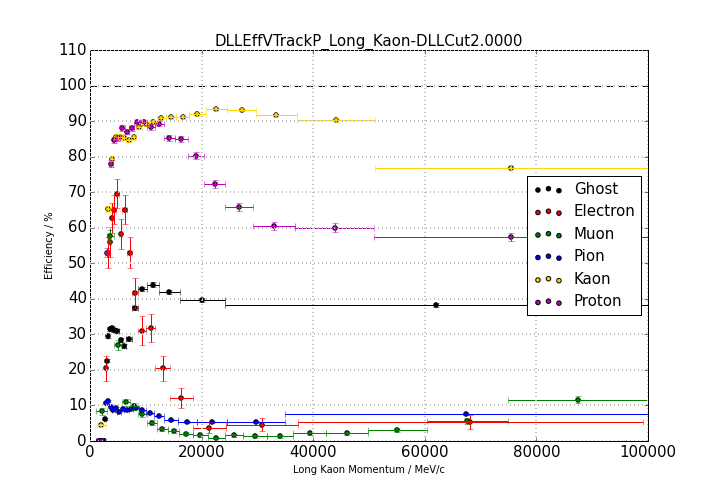 DLLEffVTrackP_Long_Kaon-DLLCut2.0000
110
100
90
80
70
60
50
40
30
20
10
0
Efficiency / %
Ghost
Electron
Muon
Pion
Kaon
Proton
0 20000 40000 60000 80000 100000
Long Kaon Momentum / MeV/c